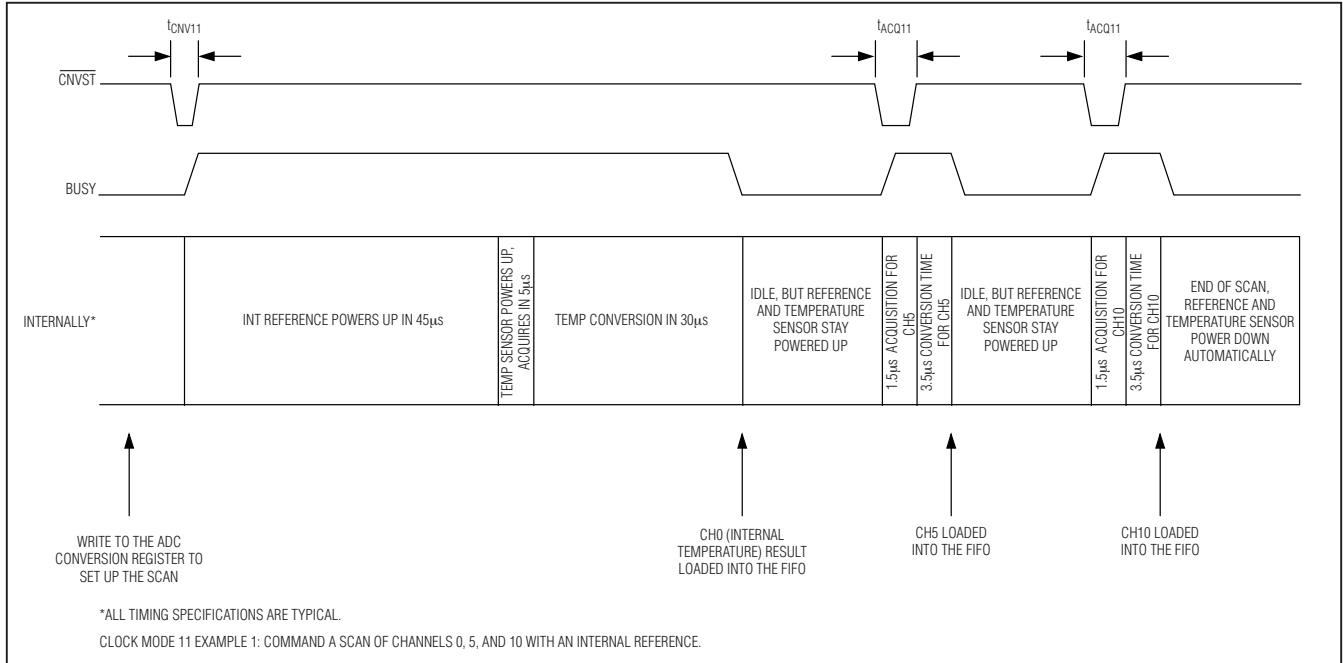 tCNV11
tACQ11
tACQ11
CNVST
BUSY
INTERNALLY*
INT REFERENCE POWERS UP IN 45µs
TEMP SENSOR POWERS UP,
ACQUIRES IN 5µs
TEMP CONVERSION IN 30µs
IDLE, BUT REFERENCE
AND TEMPERATURE
SENSOR STAY
POWERED UP
1.5µs ACQUISITION FOR
CH5
3.5µs CONVERSION TIME
FOR CH5
IDLE, BUT REFERENCE
AND TEMPERATURE
SENSOR STAY
POWERED UP
1.5µs ACQUISITION FOR
CH10
3.5µs CONVERSION TIME
FOR CH10
END OF SCAN,
REFERENCE AND
TEMPERATURE SENSOR
POWER DOWN
AUTOMATICALLY
WRITE TO THE ADC
CONVERSION REGISTER TO
SET UP THE SCAN
CH0 (INTERNAL
TEMPERATURE) RESULT
LOADED INTO THE FIFO
CH5 LOADED
INTO THE FIFO
CH10 LOADED
INTO THE FIFO
*ALL TIMING SPECIFICATIONS ARE TYPICAL.
CLOCK MODE 11 EXAMPLE 1: COMMAND A SCAN OF CHANNELS 0, 5, AND 10 WITH AN INTERNAL REFERENCE.